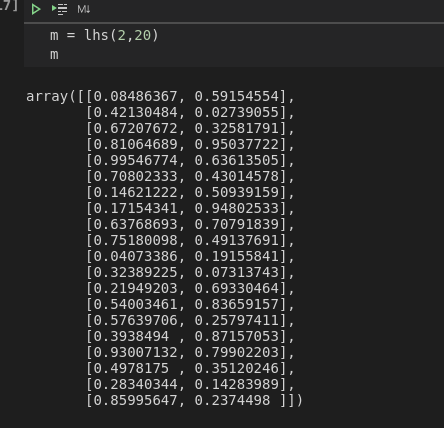 17]
M↓
m = lhs(2,20)
m
array([[0.08486367, 0.59154554],
[0.42130484, 0.02739055],
[0.67207672, 0.32581791],
[0.81064689, 0.95037722],
[0.99546774, 0.63613505],
[0.70802333, 0.43014578],
[0.14621222, 0.50939159],
[0.17154341, 0.94802533],
[0.63768693, 0.70791839],
[0.75180098, 0.49137691],
[0.04073386, 0.19155841],
[0.32389225, 0.07313743],
[0.21949203, 0.69330464],
[0.54003461, 0.83659157],
[0.57639706, 0.25797411],
[0.3938494 , 0.87157053],
[0.93007132, 0.79902203],
[0.4978175 , 0.35120246],
[0.28340344, 0.14283989],
[0.85995647, 0.2374498 ]])